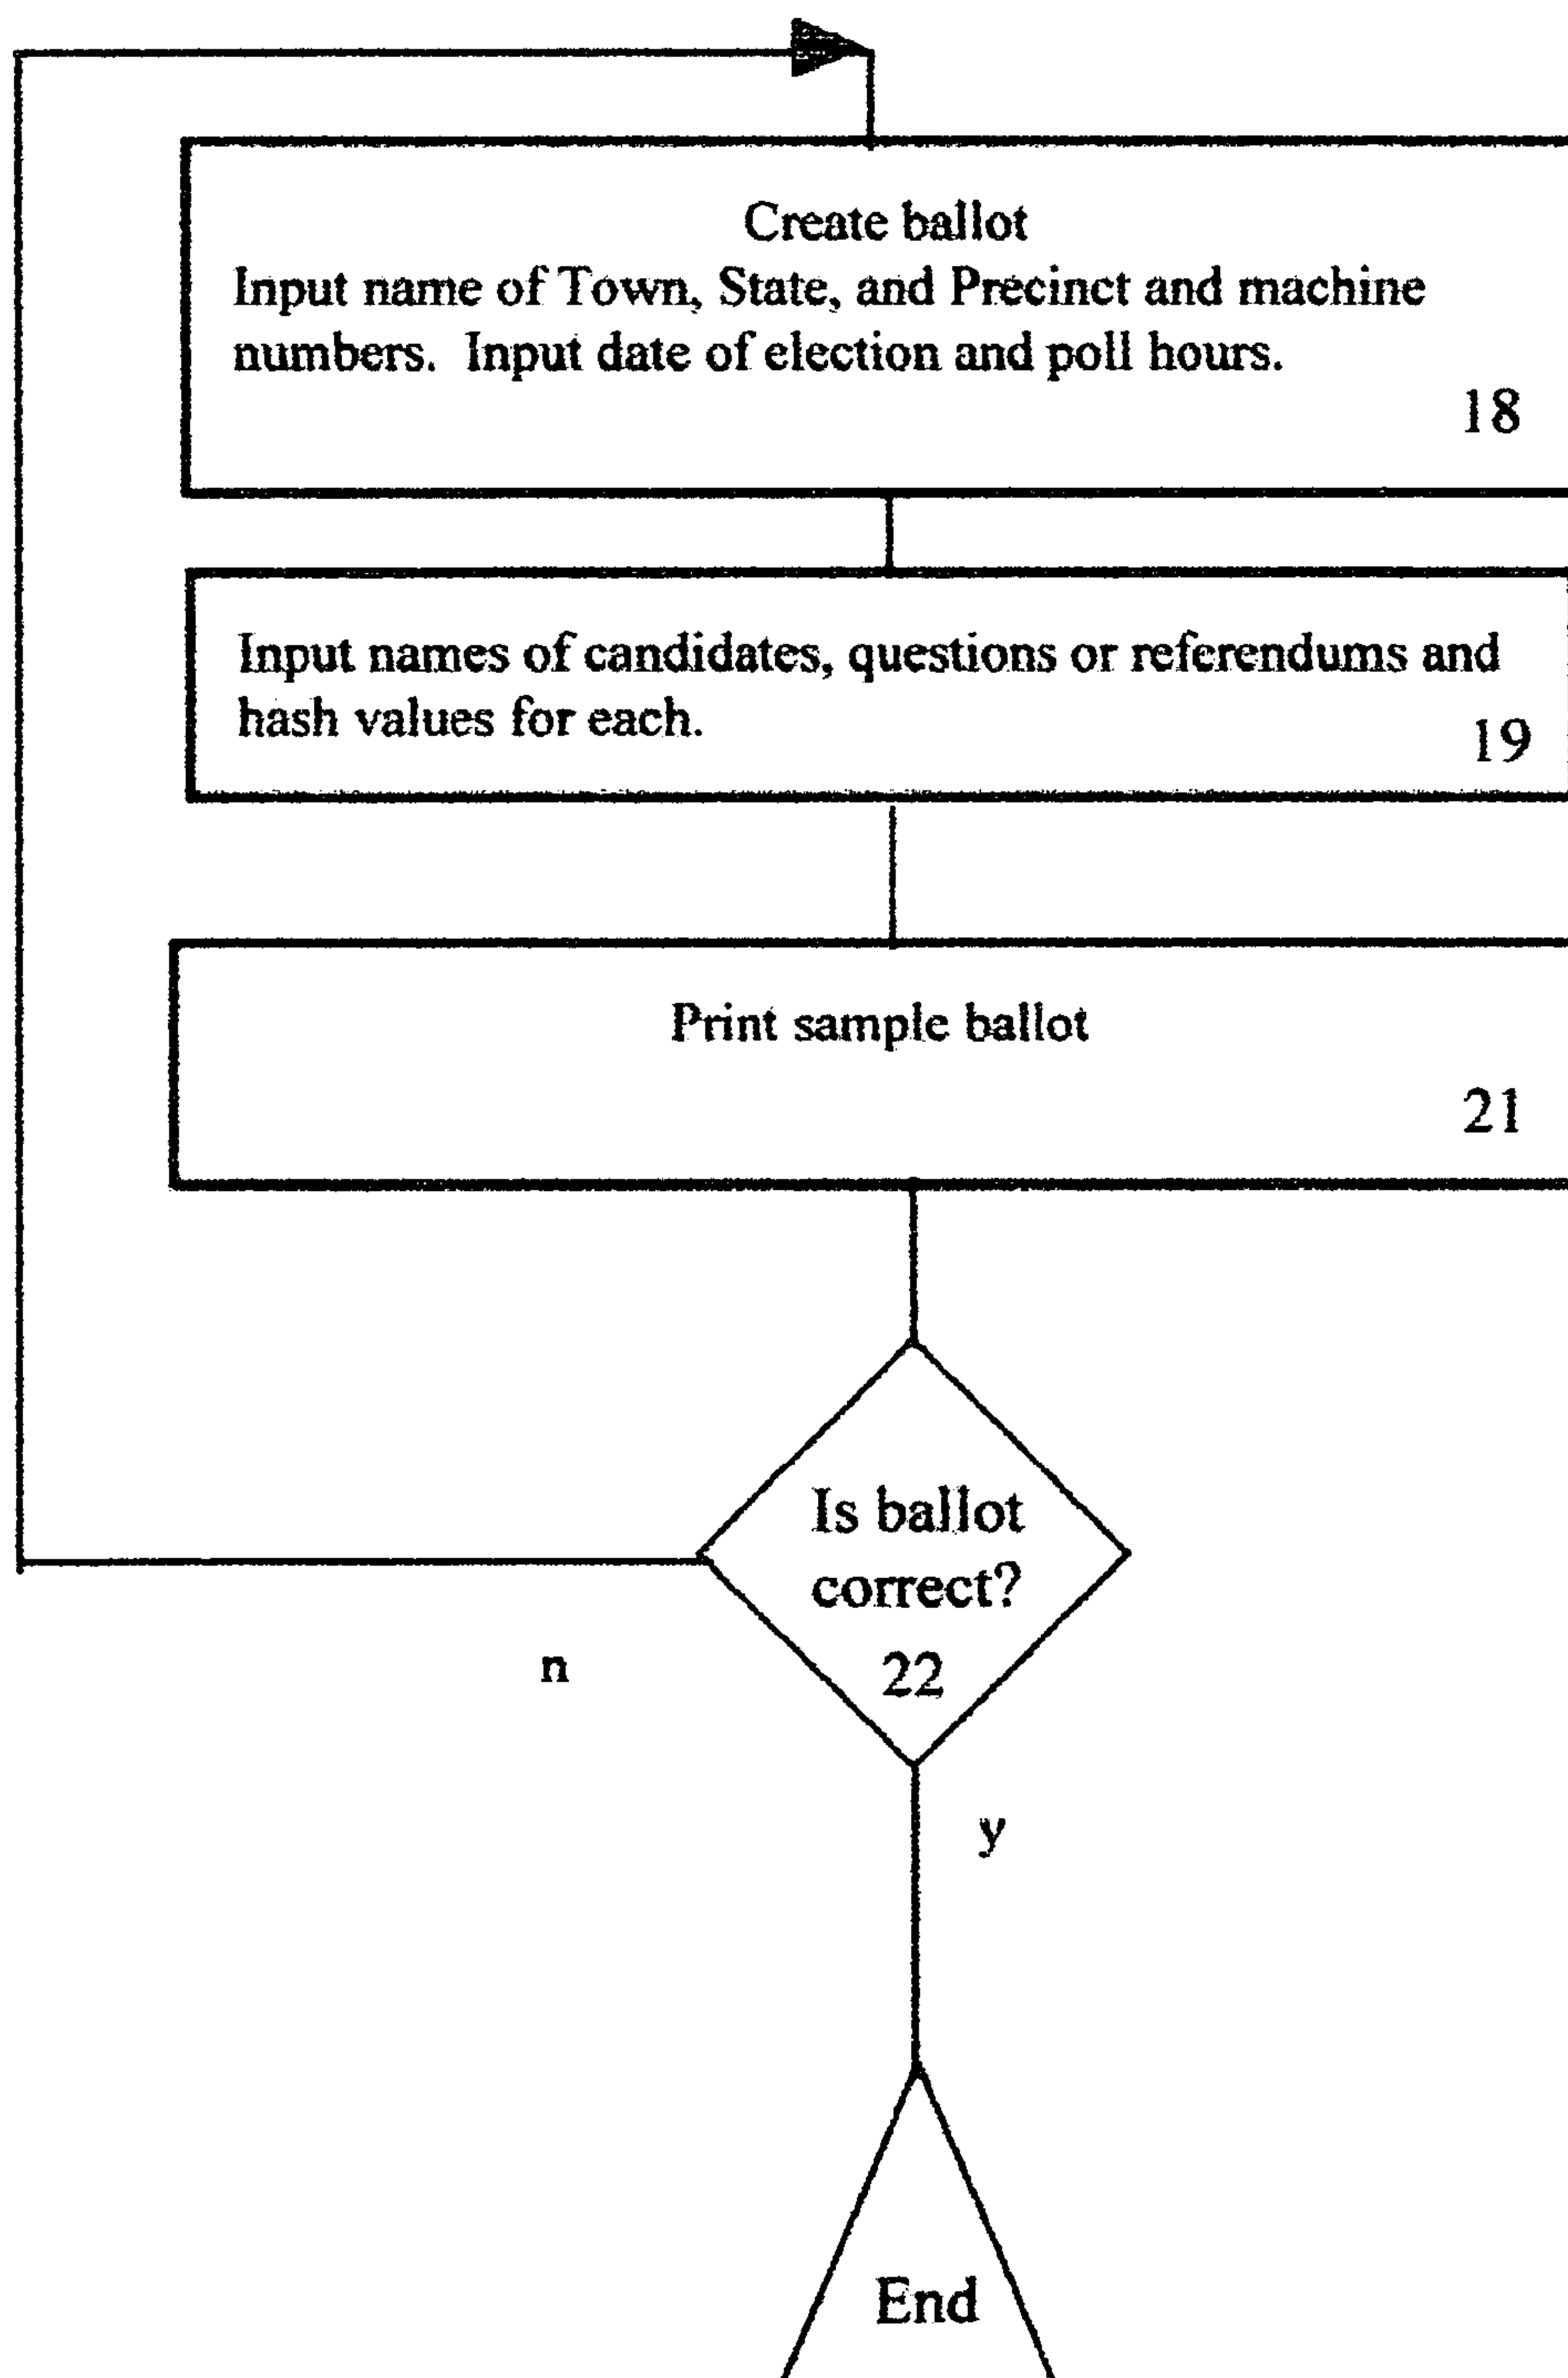 Create ballot
Input name of Town, State, and Precinct and machine
numbers. Input date of election and poll hours.
18
Input names of candidates, questions or referendums and
hash values for each.
19
Print sample ballot
21
Is ballot
correct?
22
n
y
End